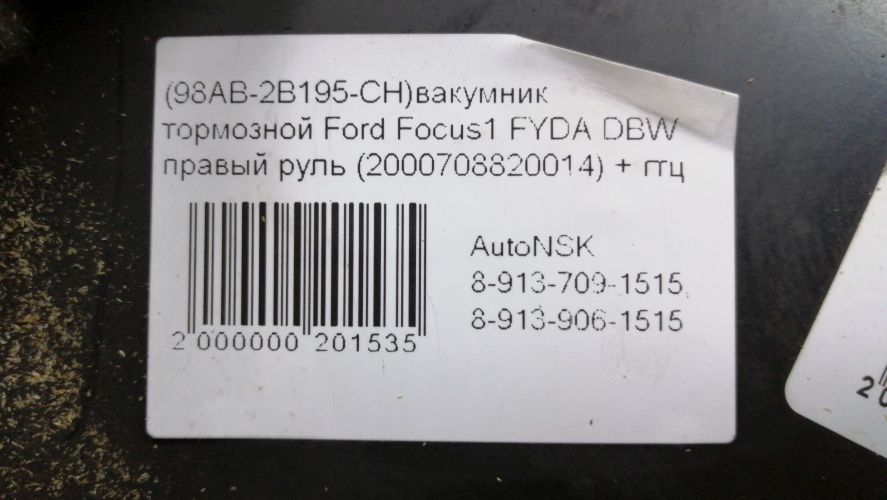 (98AB-2B195-CH)вакумник
тормозной Ford Focus1 FYDA DBW
правый руль (2000708820014) + гтц
AutoNSK
8-913-709-1515,
8-913-906-1515
2 000000 201535